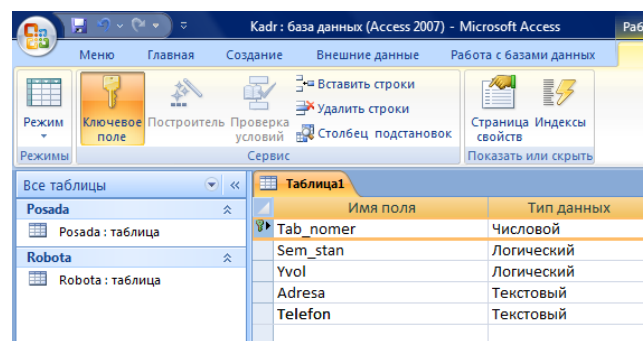 Kadr : база данных (Access 2007) - Microsoft Access
Раб
Меню Главная Создание Внешние данные Работа с базами данных
Режим
Ключевое поле
Построитель
Проверка условий
Вставить строки
Удалить строки
Столбец подстановок
Страница свойств
Индексы
Режимы
Сервис
Показать или скрыть
Все таблицы
Таблица1
Posada
Posada : таблица
Robota
Robota : таблица
Имя поля Тип данных
Tab_nomer Числовой
Sem_stan Логический
Yvol Логический
Adresa Текстовый
Telefon Текстовый